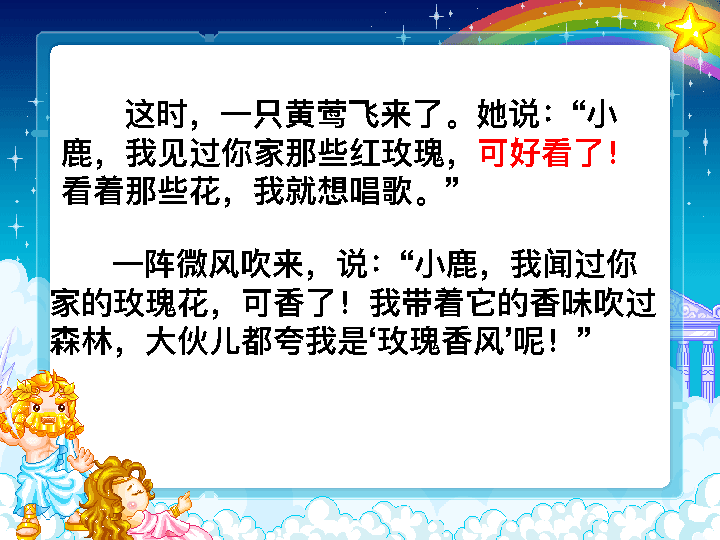 这时，一只黄莺飞来了。她说：“小
鹿，我见过你家那些红玫瑰，可好看了！
看着那些花，我就想唱歌。”
一阵微风吹来，说：“小鹿，我闻过你
家的玫瑰花，可香了！我带着它的香味吹过
森林，大伙儿都夸我是‘玫瑰香风’呢！”